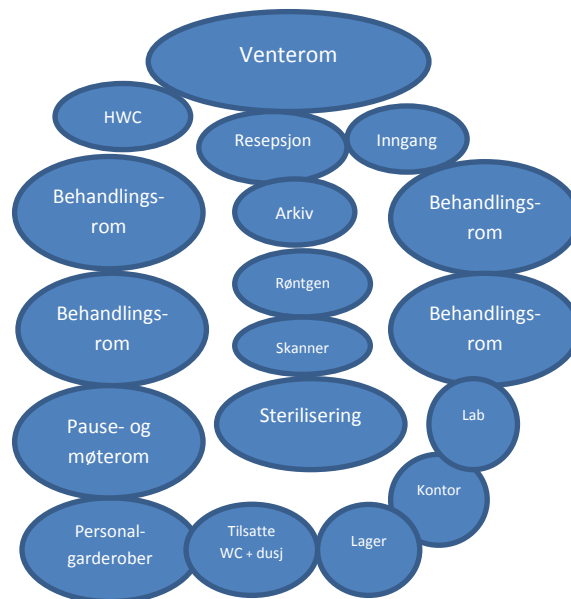 Venterom
HWC
Resepsjon
Inngang
Behandlings-
rom
Arkiv
Behandlings-
rom
Røntgen
Behandlings-
rom
Skanner
Behandlings-
rom
Pause- og
møterom
Sterilisering
Lab
Kontor
Personal-
garderober
Tilsatte
WC + dusj
Lager